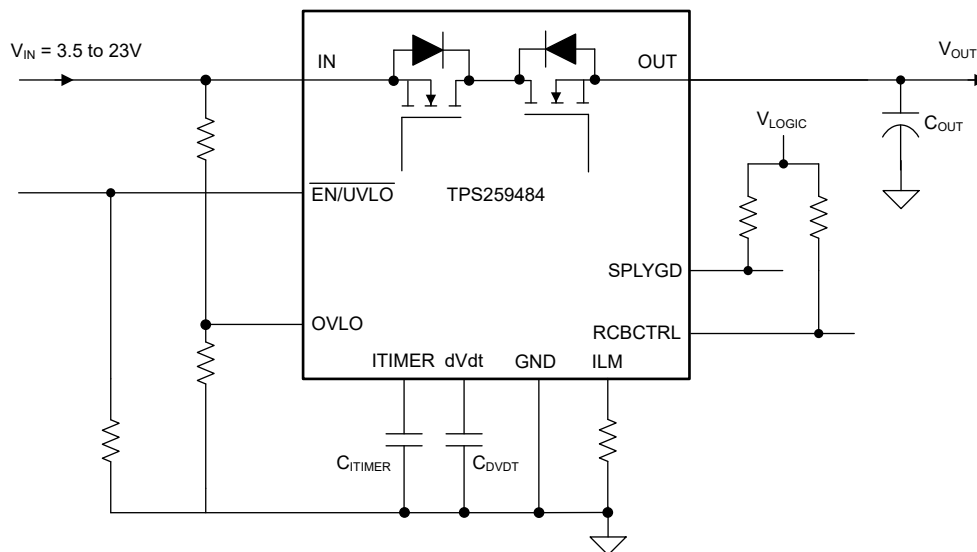 V_IN = 3.5 to 23V
IN
OUT
V_OUT
V_LOGIC
C_OUT
EN/UVLO
TPS259484
SPLYGD
OVLO
RCBCTRL
ITIMER
dVdt
GND
ILM
C_ITIMER
C_DVDT